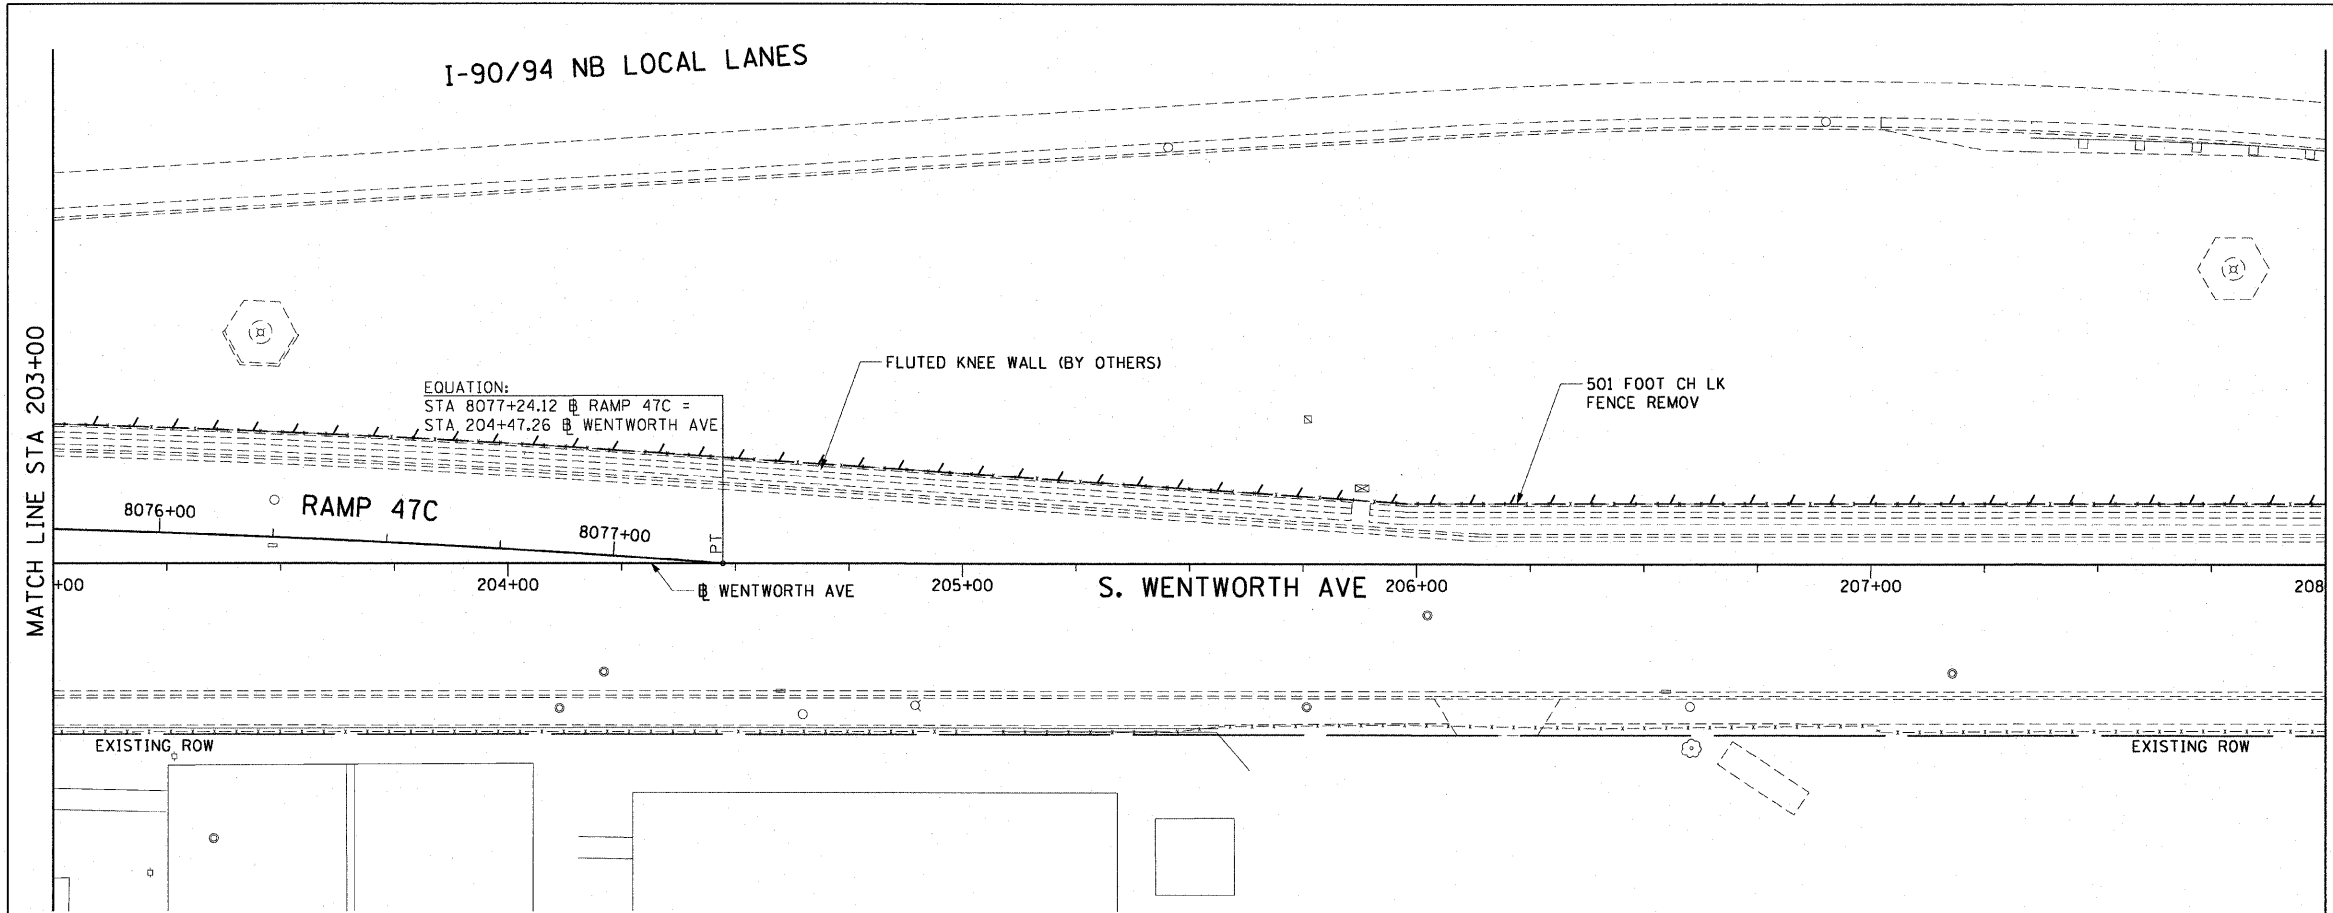 I-90/94 NB LOCAL LANES
MATCH LINE STA 203+00
FLUTED KNEE WALL (BY OTHERS)
501 FOOT CH LK
FENCE REMOV
EQUATION:
STA 8077+24.12 ℄ RAMP 47C =
STA 204+47.26 ℄ WENTWORTH AVE
8076+00
RAMP 47C
8077+00
PT
+00
204+00
℄ WENTWORTH AVE
205+00
S. WENTWORTH AVE
206+00
207+00
208
EXISTING ROW
EXISTING ROW